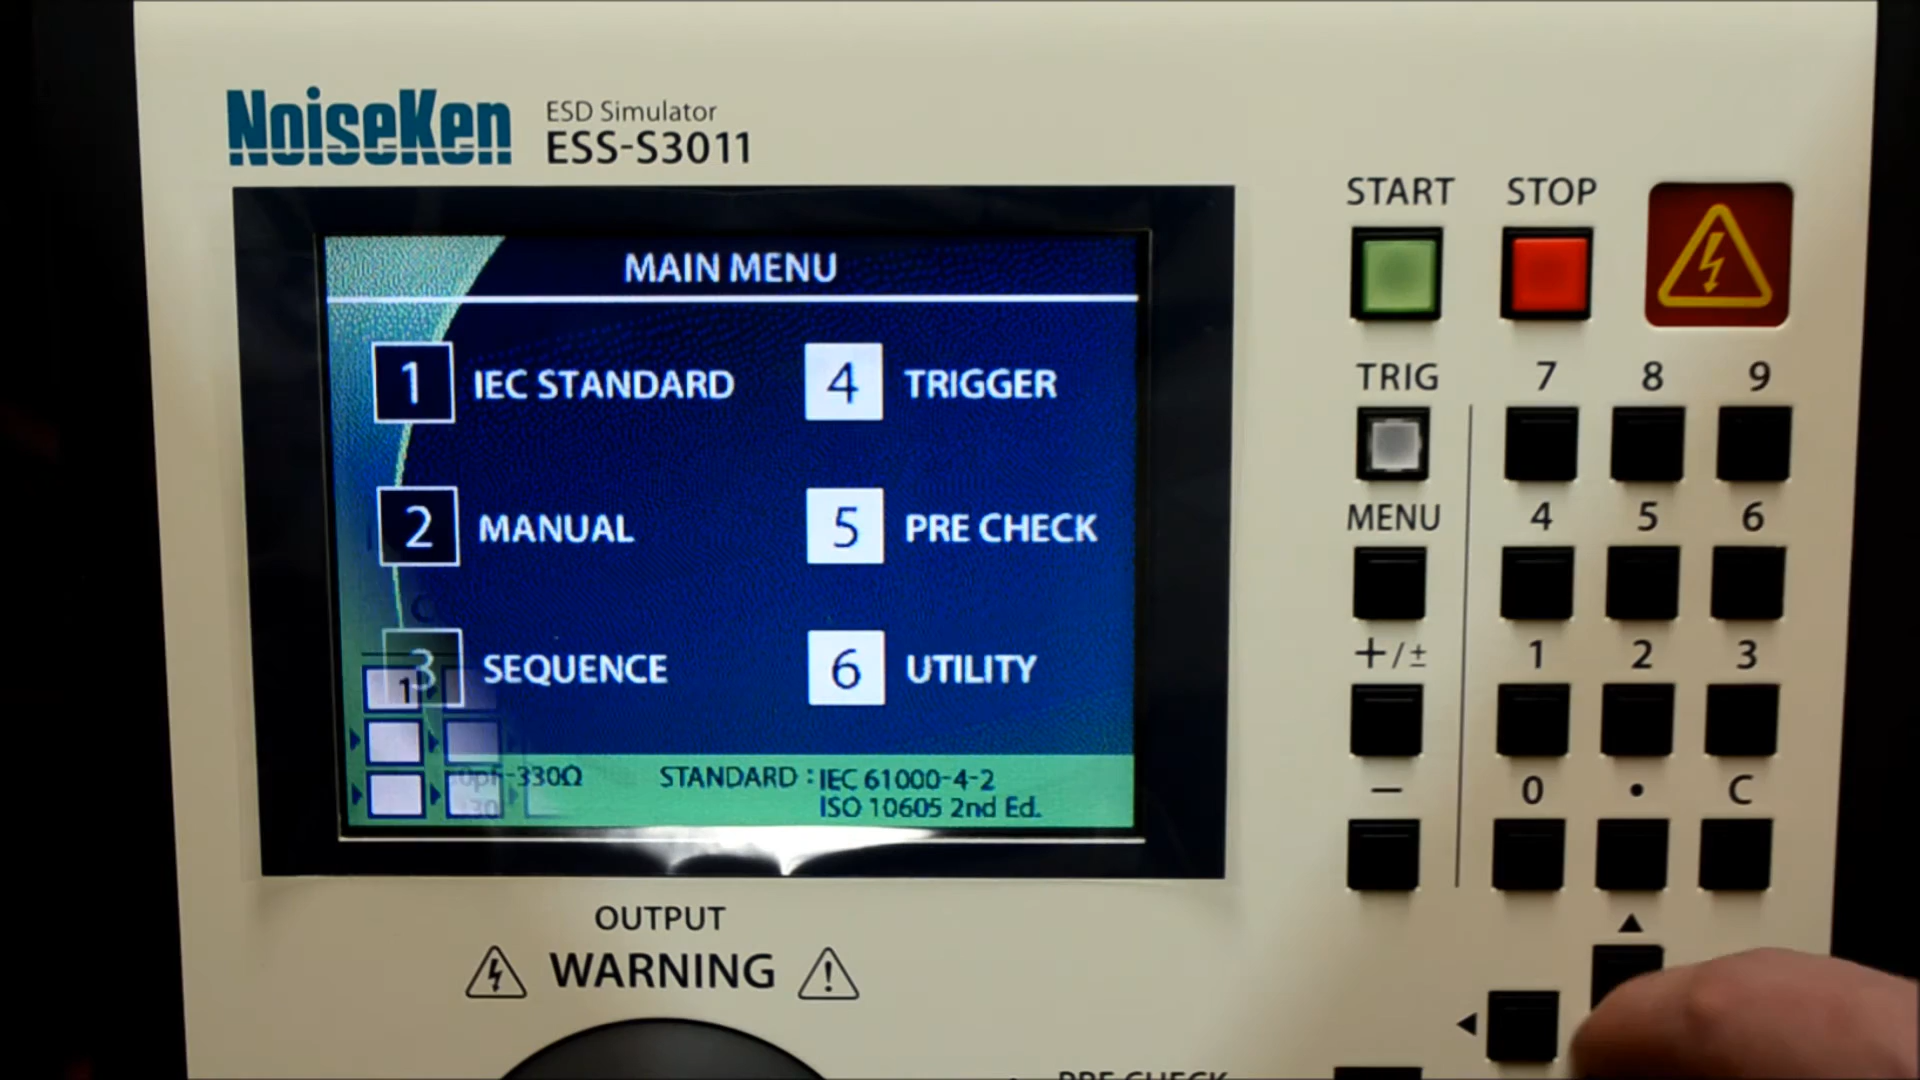 NoiseKen
ESD Simulator
ESS-S3011
MAIN MENU
1 IEC STANDARD
4 TRIGGER
2 MANUAL
5 PRE CHECK
3 SEQUENCE
6 UTILITY
1
0pf-330Ω
STANDARD : IEC 61000-4-2
ISO 10605 2nd Ed.
OUTPUT
WARNING
START STOP
TRIG 7 8 9
MENU 4 5 6
+/± 1 2 3
− 0 • C
PRE CHECK